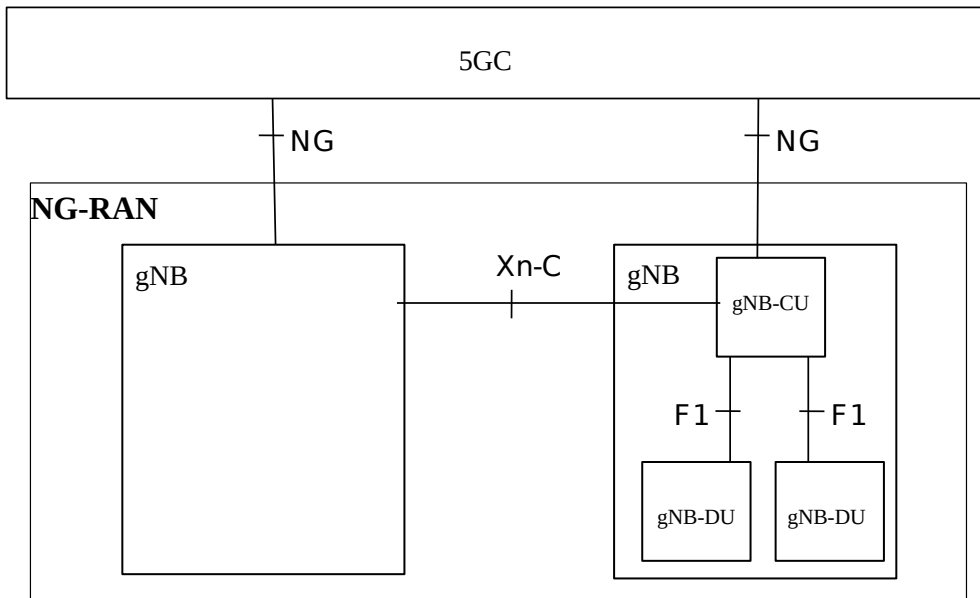 5GC
NG
NG
NG-RAN
gNB
Xn-C
gNB
gNB-CU
F1
F1
gNB-DU
gNB-DU